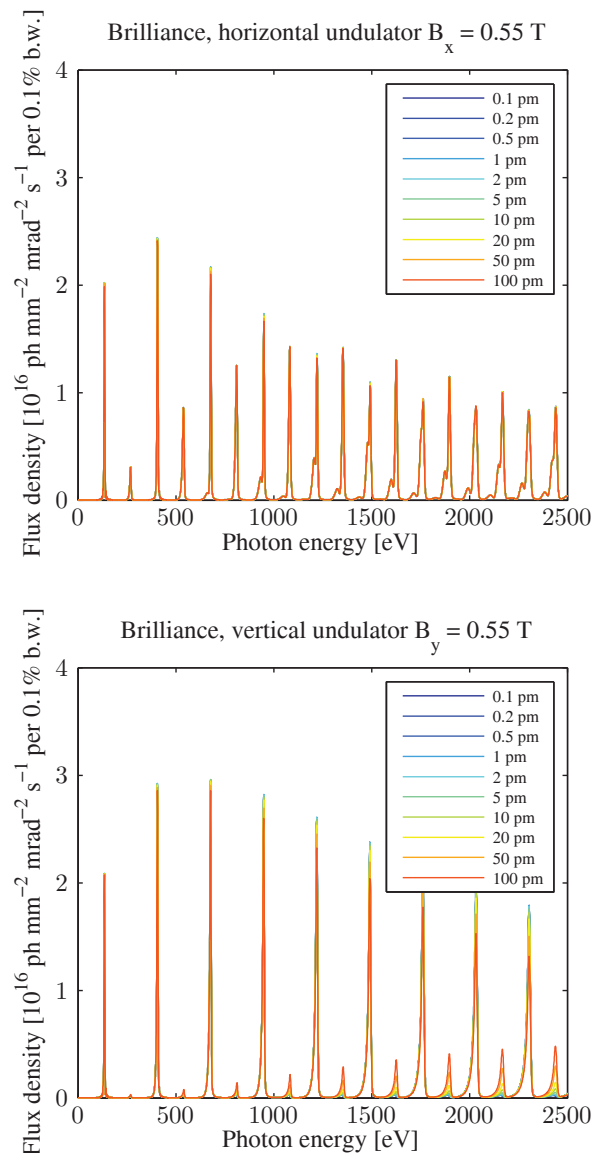 Brilliance, horizontal undulator B_x = 0.55 T
Flux density [10^16 ph mm^−2 mrad^−2 s^−1 per 0.1% b.w.]
4
3
2
1
0
0.1 pm
0.2 pm
0.5 pm
1 pm
2 pm
5 pm
10 pm
20 pm
50 pm
100 pm
0 500 1000 1500 2000 2500
Photon energy [eV]
Brilliance, vertical undulator B_y = 0.55 T
Flux density [10^16 ph mm^−2 mrad^−2 s^−1 per 0.1% b.w.]
4
3
2
1
0
0.1 pm
0.2 pm
0.5 pm
1 pm
2 pm
5 pm
10 pm
20 pm
50 pm
100 pm
0 500 1000 1500 2000 2500
Photon energy [eV]